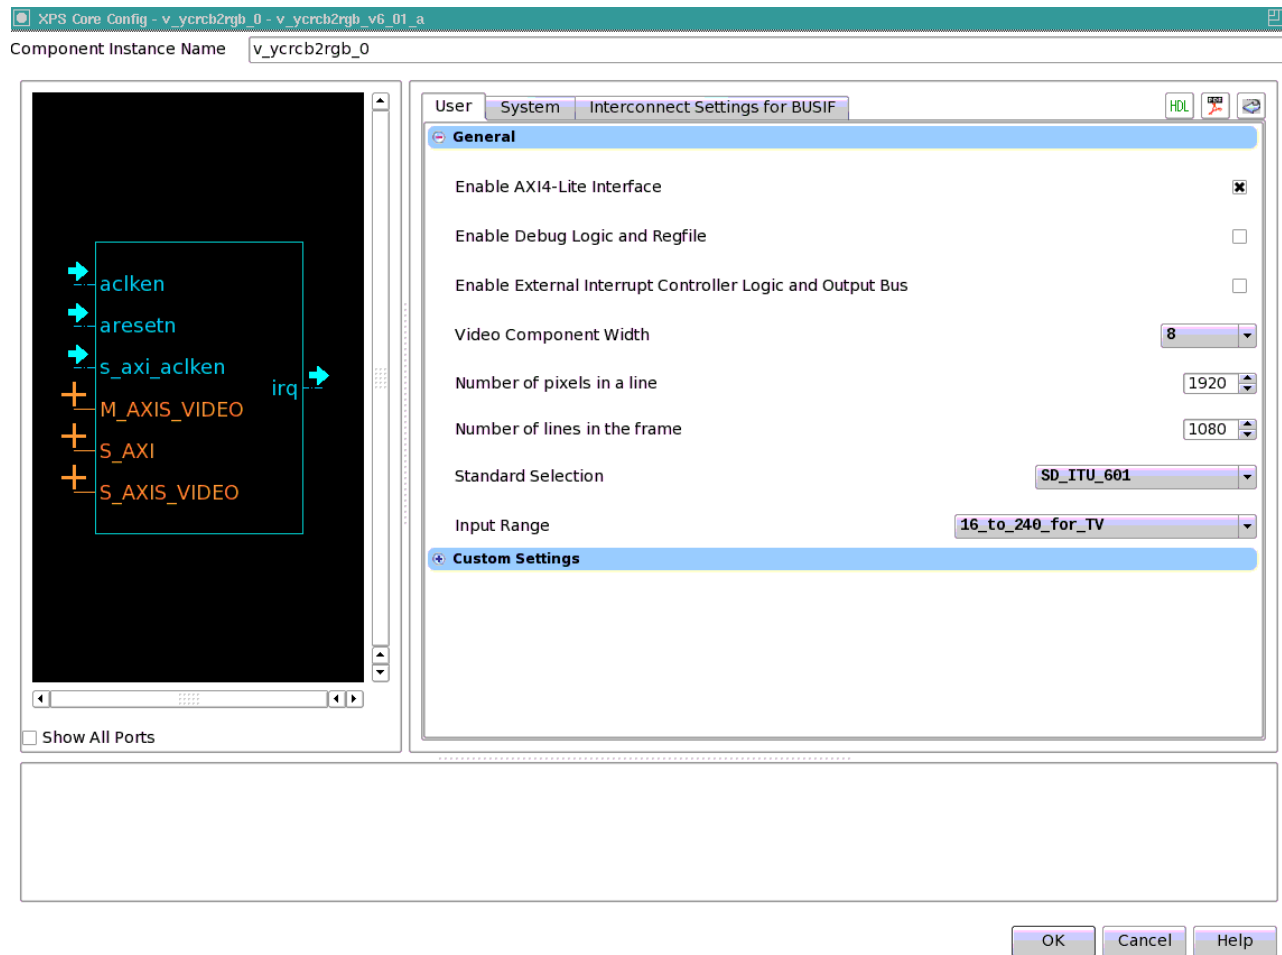 XPS Core Config - v_ycrcb2rgb_0 - v_ycrcb2rgb_v6_01_a
Component Instance Name v_ycrcb2rgb_0
User System Interconnect Settings for BUSIF HDL PDF
General
Enable AXI4-Lite Interface
Enable Debug Logic and Regfile
Enable External Interrupt Controller Logic and Output Bus
Video Component Width 8
Number of pixels in a line 1920
Number of lines in the frame 1080
Standard Selection SD_ITU_601
Input Range 16_to_240_for_TV
Custom Settings
aclken
aresetn
s_axi_aclken
irq
M_AXIS_VIDEO
S_AXI
S_AXIS_VIDEO
Show All Ports
OK Cancel Help